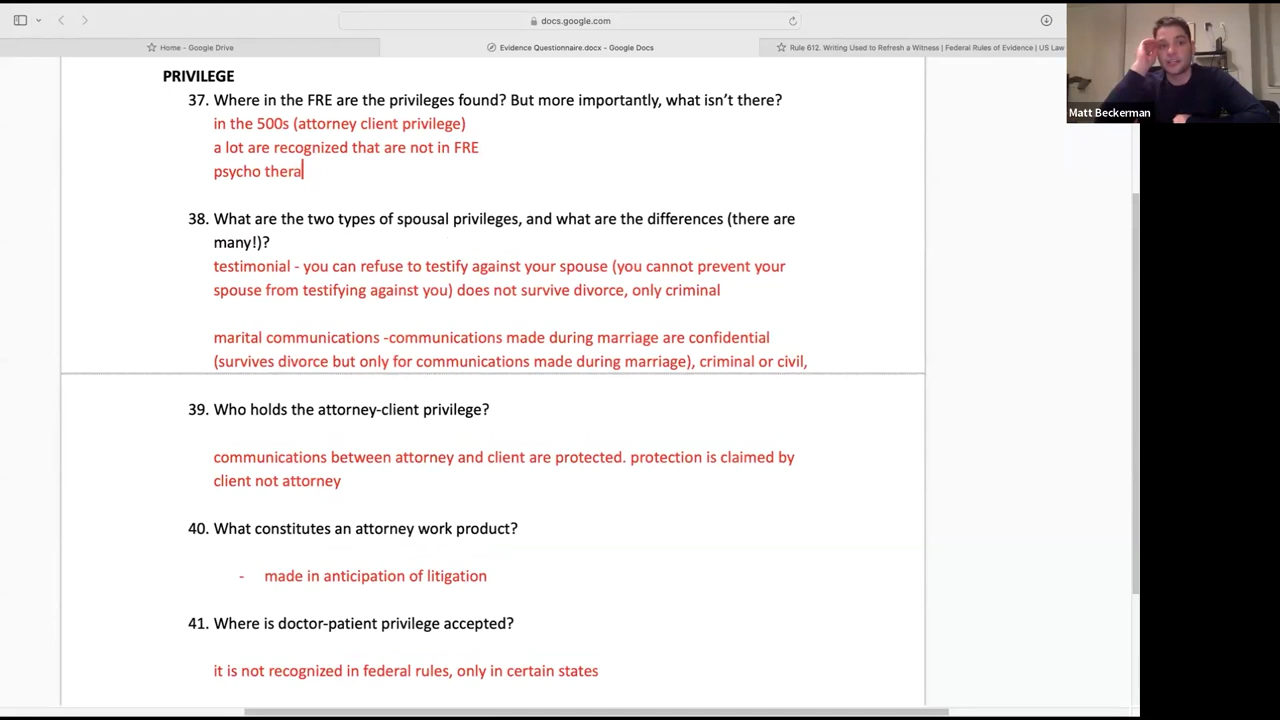 docs.google.com
Home - Google Drive
Evidence Questionnaire.docx - Google Docs
Rule 612. Writing Used to Refresh a Witness | Federal Rules of Evidence | US Law
Matt Beckerman
PRIVILEGE
37. Where in the FRE are the privileges found? But more importantly, what isn't there?
in the 500s (attorney client privilege)
a lot are recognized that are not in FRE
psycho thera
38. What are the two types of spousal privileges, and what are the differences (there are
many!)?
testimonial - you can refuse to testify against your spouse (you cannot prevent your
spouse from testifying against you) does not survive divorce, only criminal
marital communications -communications made during marriage are confidential
(survives divorce but only for communications made during marriage), criminal or civil,
39. Who holds the attorney-client privilege?
communications between attorney and client are protected. protection is claimed by
client not attorney
40. What constitutes an attorney work product?
- made in anticipation of litigation
41. Where is doctor-patient privilege accepted?
it is not recognized in federal rules, only in certain states